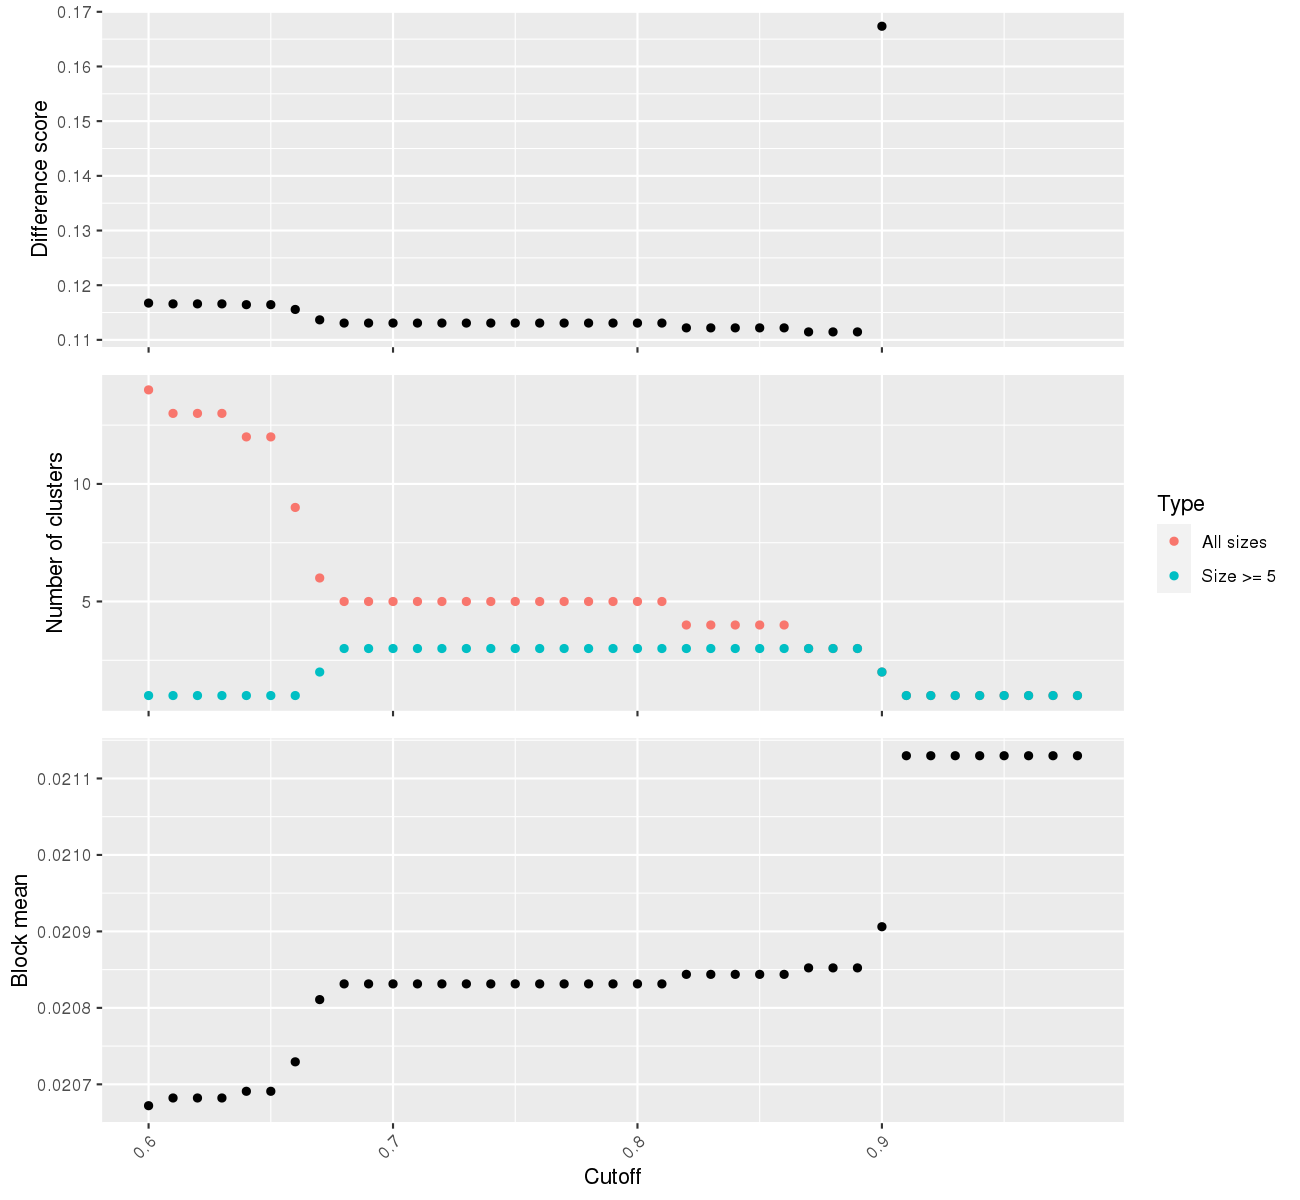 0.17
0.16
0.15
0.14
0.13
0.12
0.11
Difference score
10
5
Number of clusters
Type
All sizes
Size >= 5
0.0211
0.0210
0.0209
0.0208
0.0207
Block mean
0.6
0.7
0.8
0.9
Cutoff